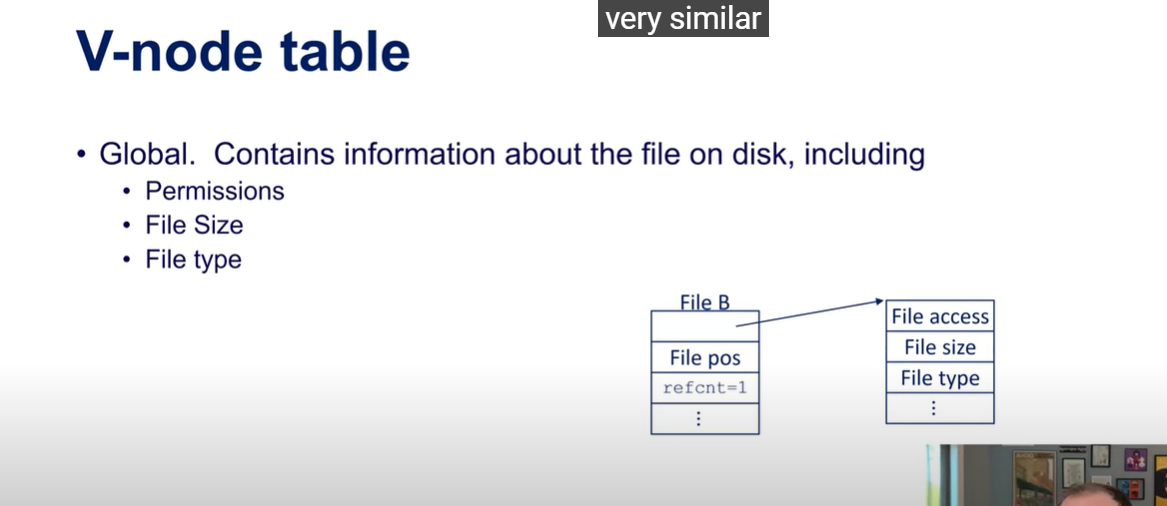 very similar
V-node table
• Global.  Contains information about the file on disk, including
• Permissions
• File Size
• File type
File B
File pos
refcnt=1
⋮
File access
File size
File type
⋮